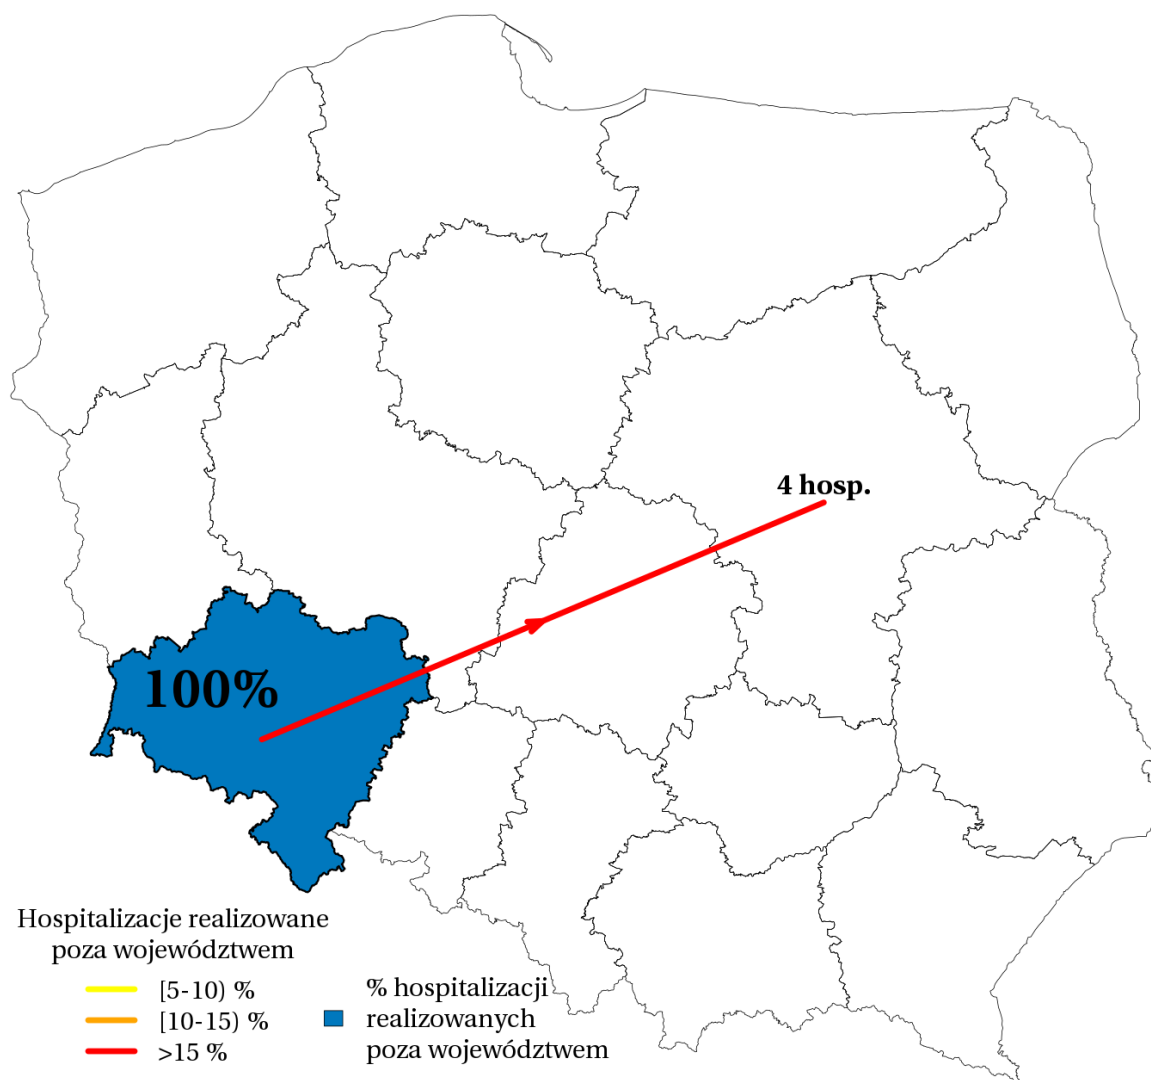 4 hosp.
100%
Hospitalizacje realizowane
poza województwem
[5-10) %
[10-15) %
>15 %
% hospitalizacji
realizowanych
poza województwem